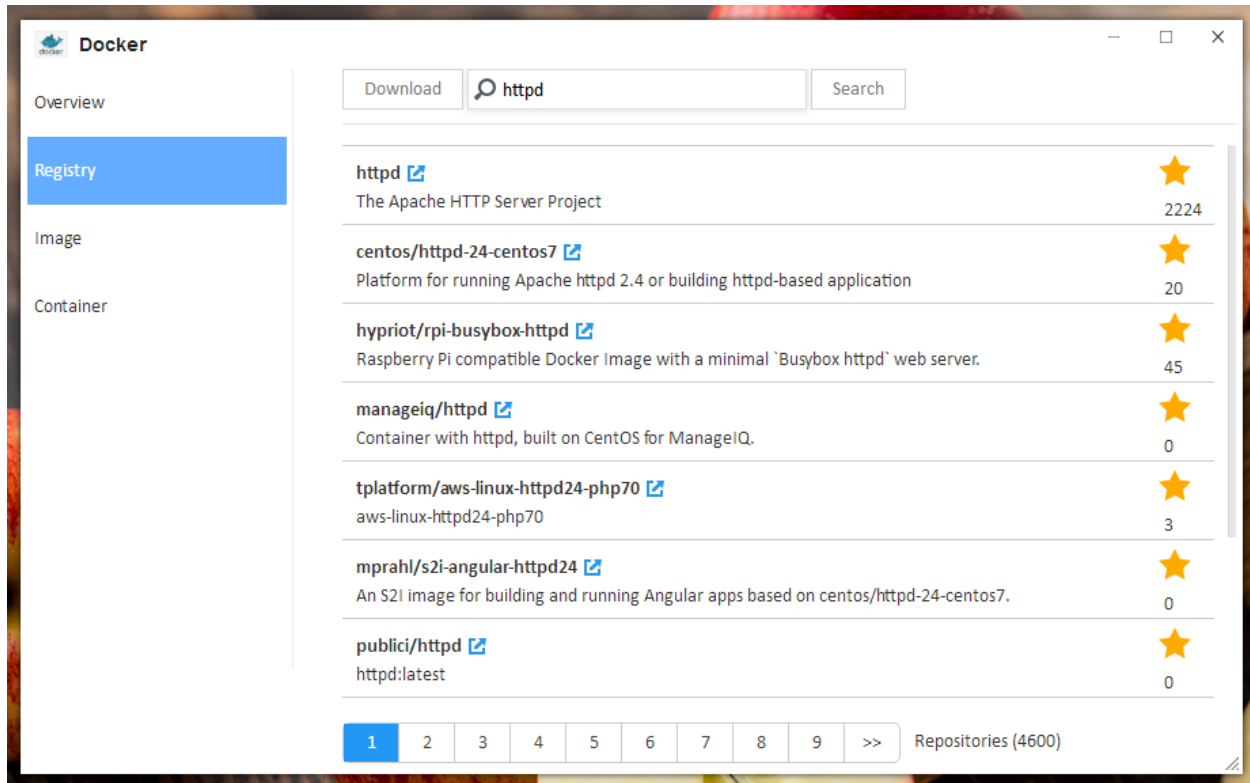 docker
Docker
Overview
Registry
Image
Container
Download
httpd
Search
httpd
The Apache HTTP Server Project
2224
centos/httpd-24-centos7
Platform for running Apache httpd 2.4 or building httpd-based application
20
hypriot/rpi-busybox-httpd
Raspberry Pi compatible Docker Image with a minimal `Busybox httpd` web server.
45
manageiq/httpd
Container with httpd, built on CentOS for ManageIQ.
0
tplatform/aws-linux-httpd24-php70
aws-linux-httpd24-php70
3
mprahl/s2i-angular-httpd24
An S2I image for building and running Angular apps based on centos/httpd-24-centos7.
0
publici/httpd
httpd:latest
0
1 2 3 4 5 6 7 8 9 >> Repositories (4600)